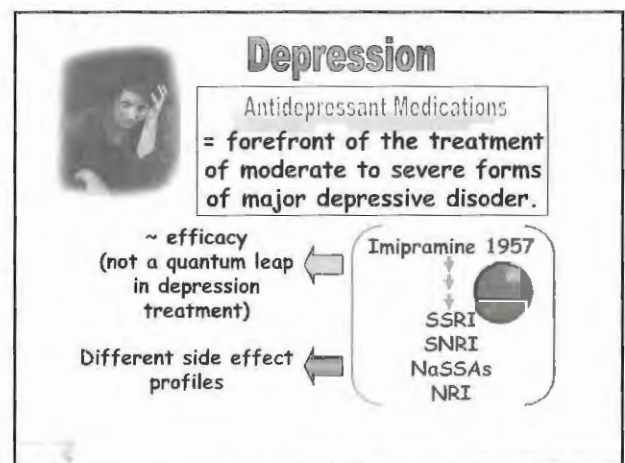 Depression
Antidepressant Medications
= forefront of the treatment
of moderate to severe forms
of major depressive disoder.
~ efficacy
(not a quantum leap
in depression
treatment)
Different side effect
profiles
Imipramine 1957
SSRI
SNRI
NaSSAs
NRI